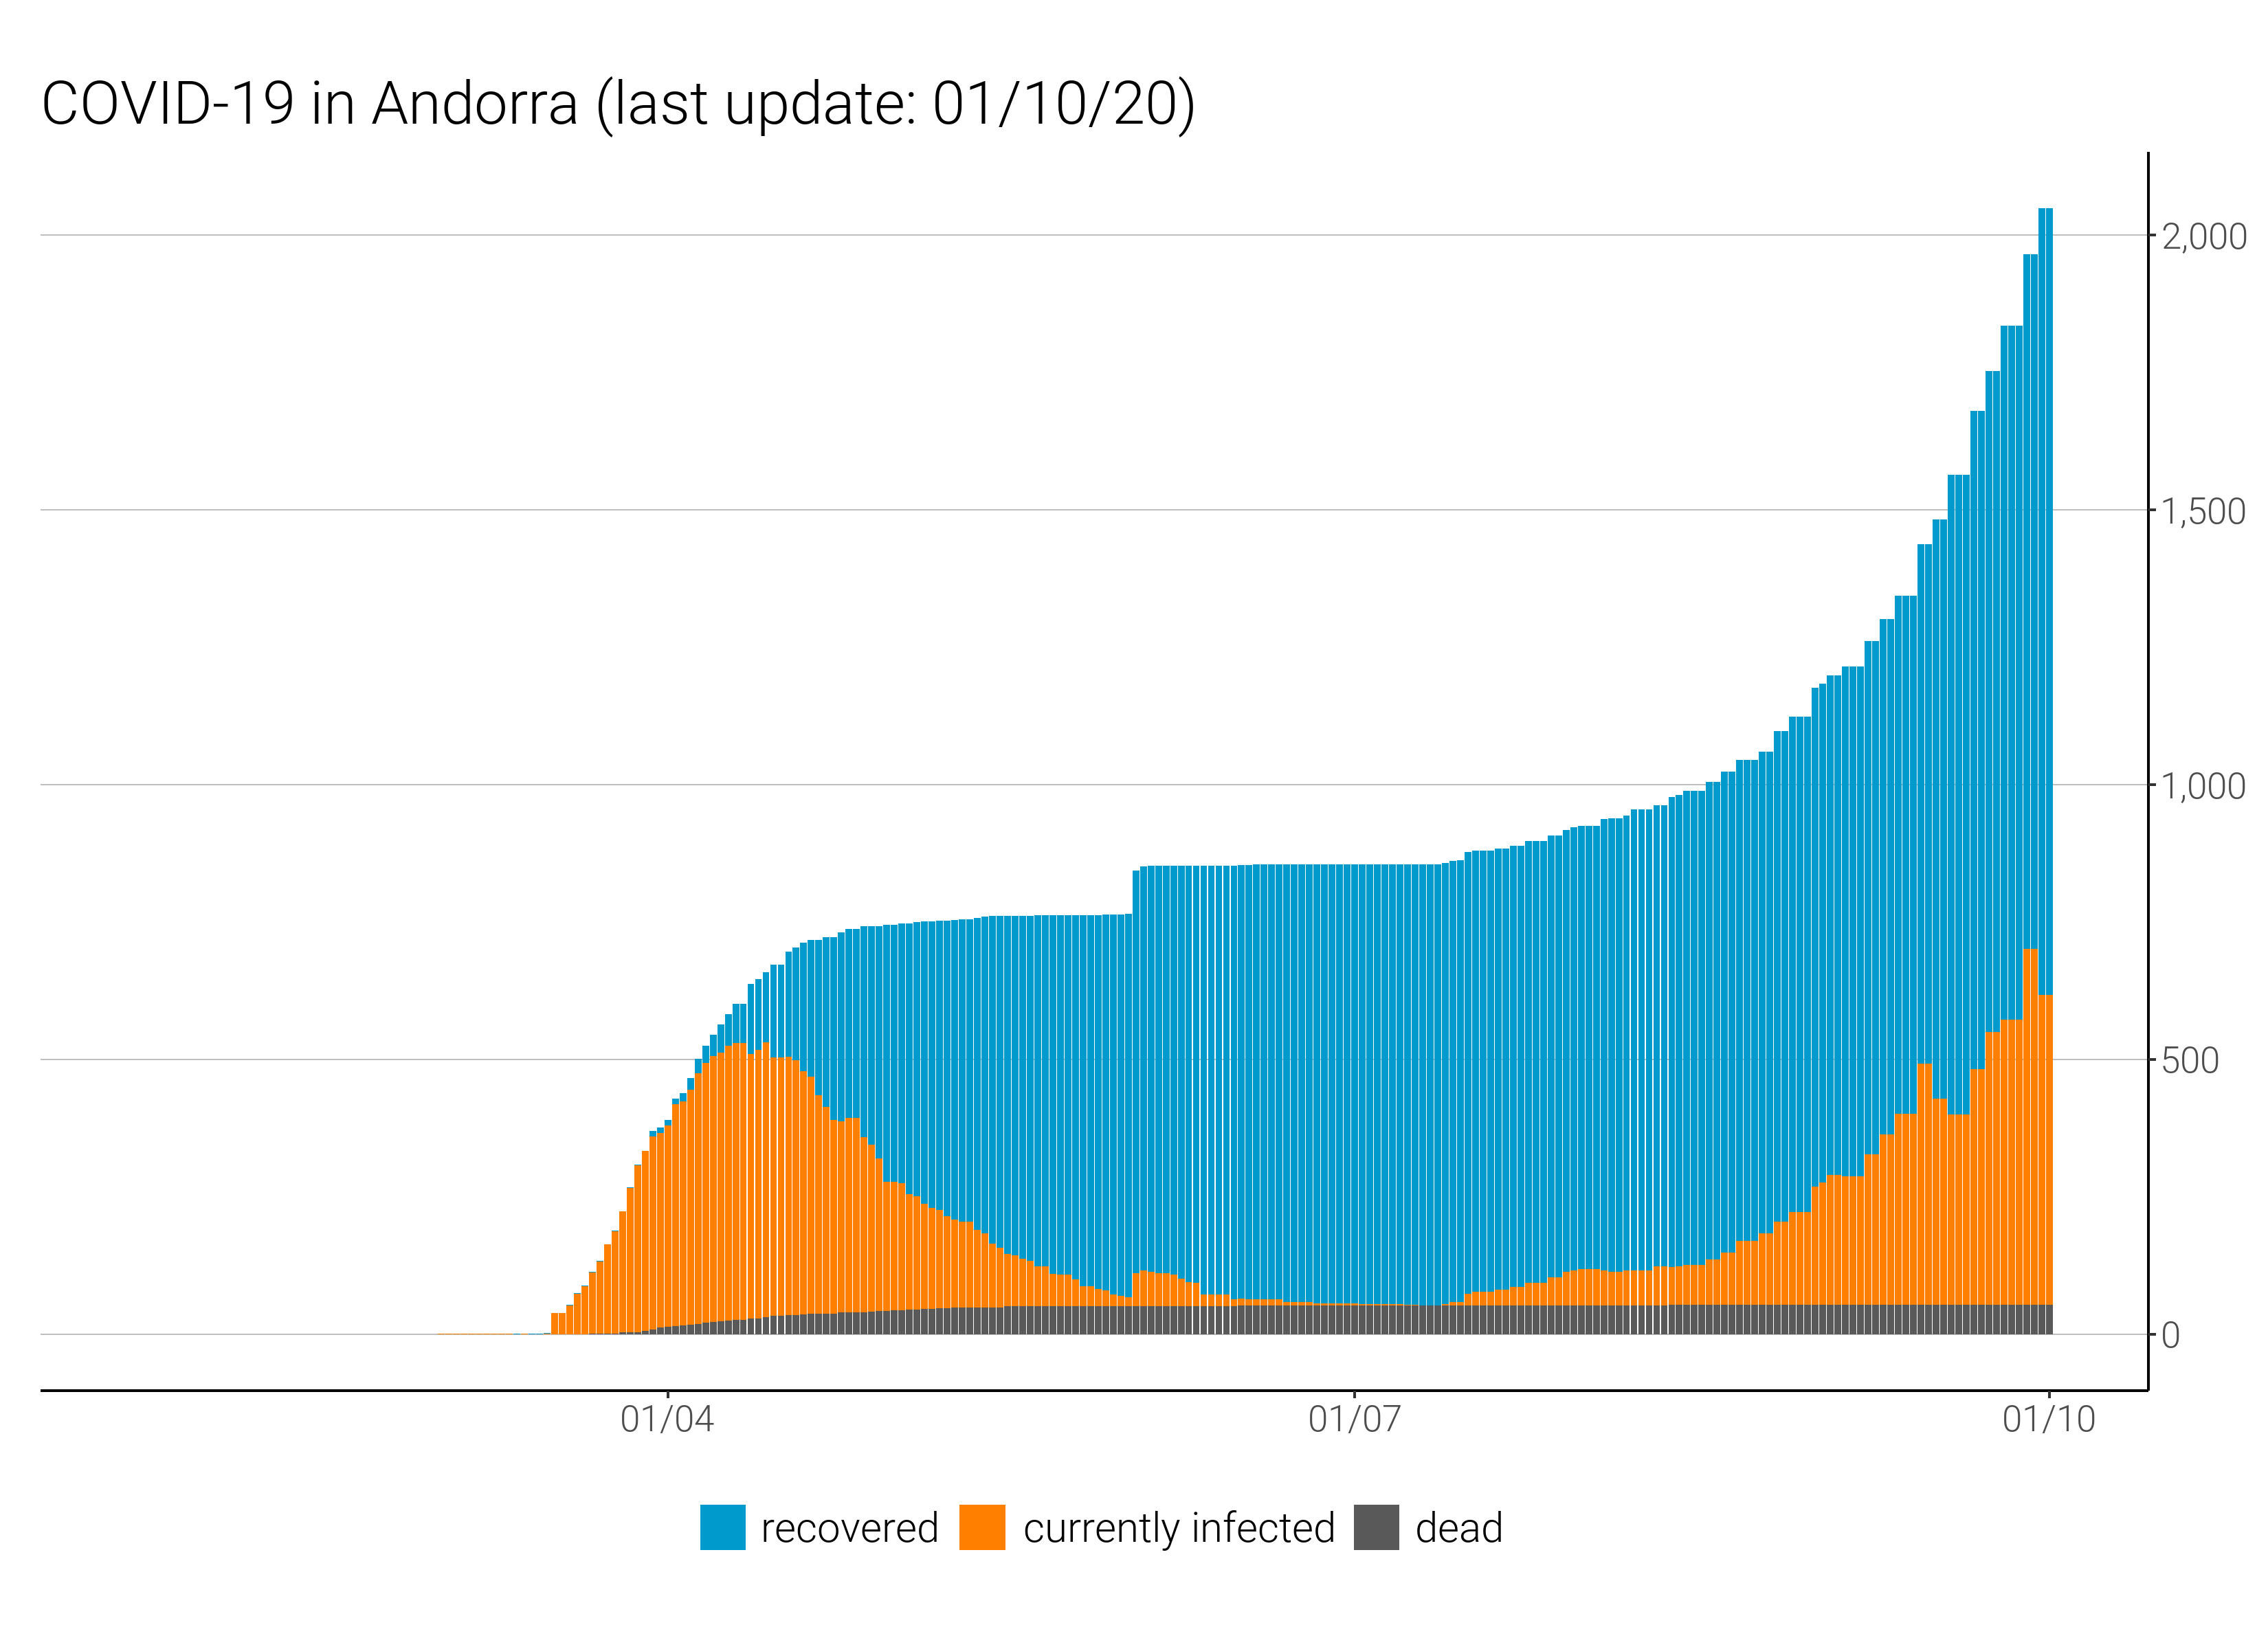 COVID-19 in Andorra (last update: 01/10/20)
2,000
1,500
1,000
500
0
01/04 01/07 01/10
recovered currently infected dead